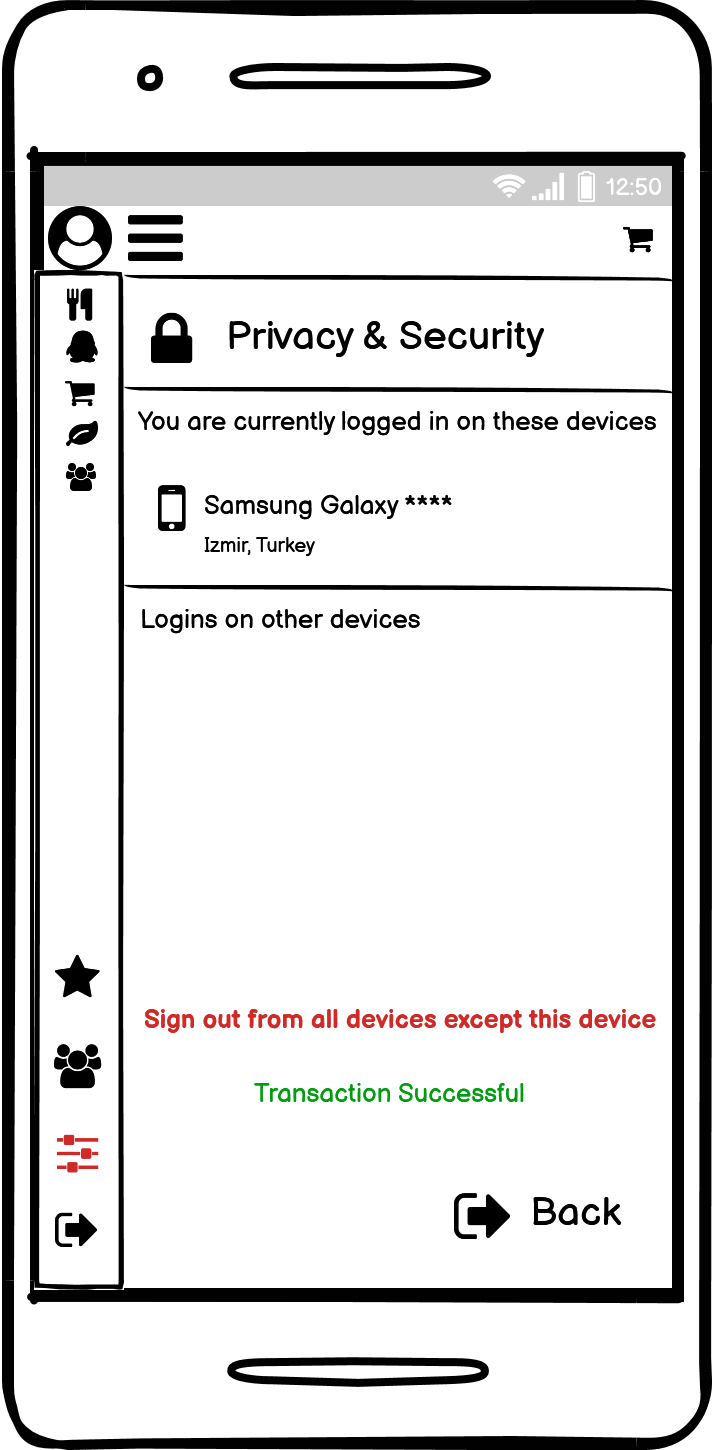 12:50
Privacy & Security
You are currently logged in on these devices
Samsung Galaxy ****
Izmir, Turkey
Logins on other devices
Sign out from all devices except this device
Transaction Successful
Back